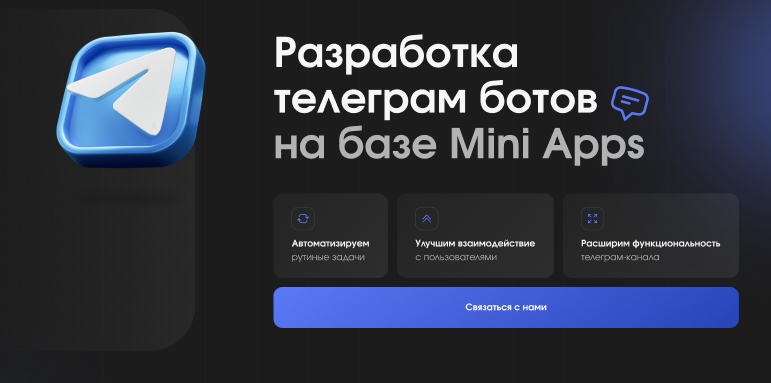 Разработка
телеграм ботов
на базе Mini Apps
Автоматизируем
рутиные задачи
Улучшим взаимодействие
с пользователями
Расширим функциональность
телеграм-канала
Связаться с нами